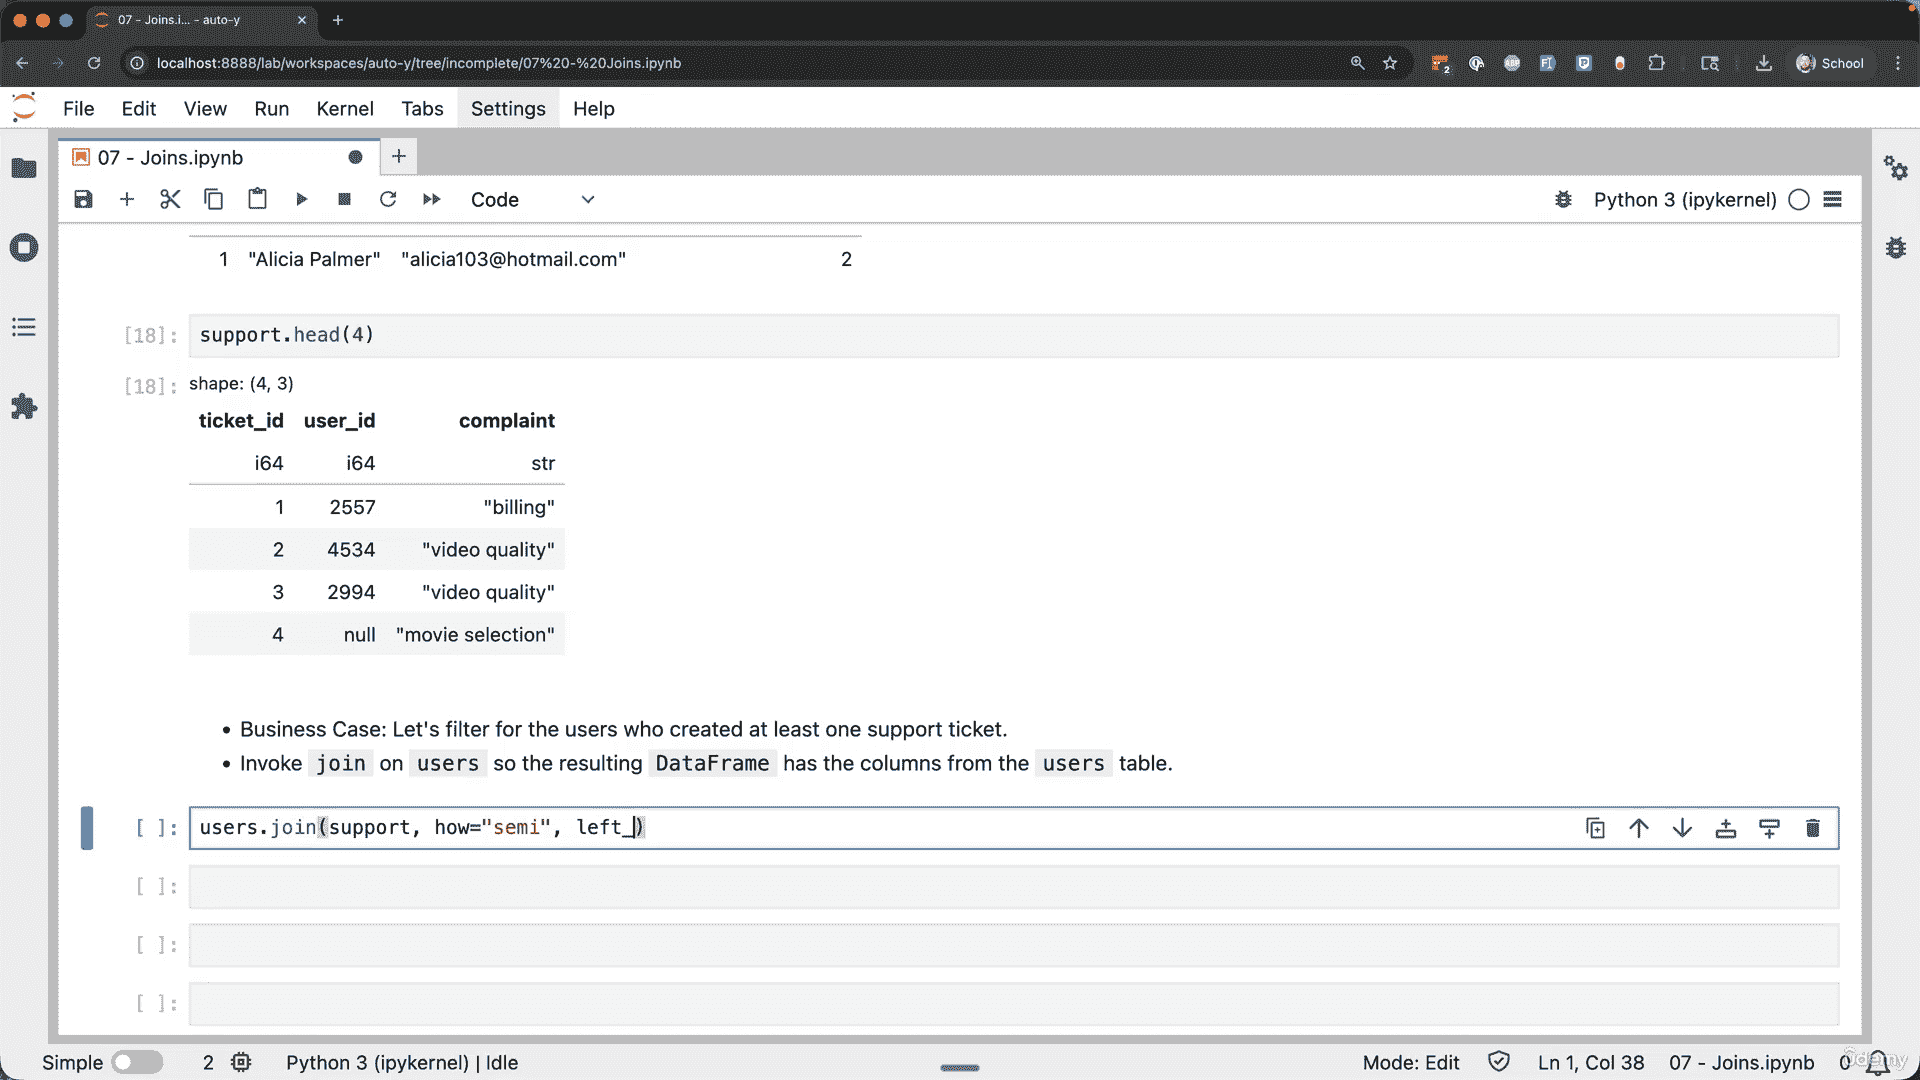 07 - Joins.i... - auto-y
localhost:8888/lab/workspaces/auto-y/tree/incomplete/07%20-%20Joins.ipynb
2
ABP
School
File Edit View Run Kernel Tabs Settings Help
07 - Joins.ipynb
Code
Python 3 (ipykernel)
1 "Alicia Palmer" "alicia103@hotmail.com" 2
[18]: support.head(4)
[18]: shape: (4, 3)
ticket_id user_id complaint
i64 i64 str
1 2557 "billing"
2 4534 "video quality"
3 2994 "video quality"
4 null "movie selection"
• Business Case: Let's filter for the users who created at least one support ticket.
• Invoke join on users so the resulting DataFrame has the columns from the users table.
[ ]: users.join(support, how="semi", left_)
[ ]:
[ ]:
[ ]:
Simple 2 Python 3 (ipykernel) | Idle Mode: Edit Ln 1, Col 38 07 - Joins.ipynb 0
udemy